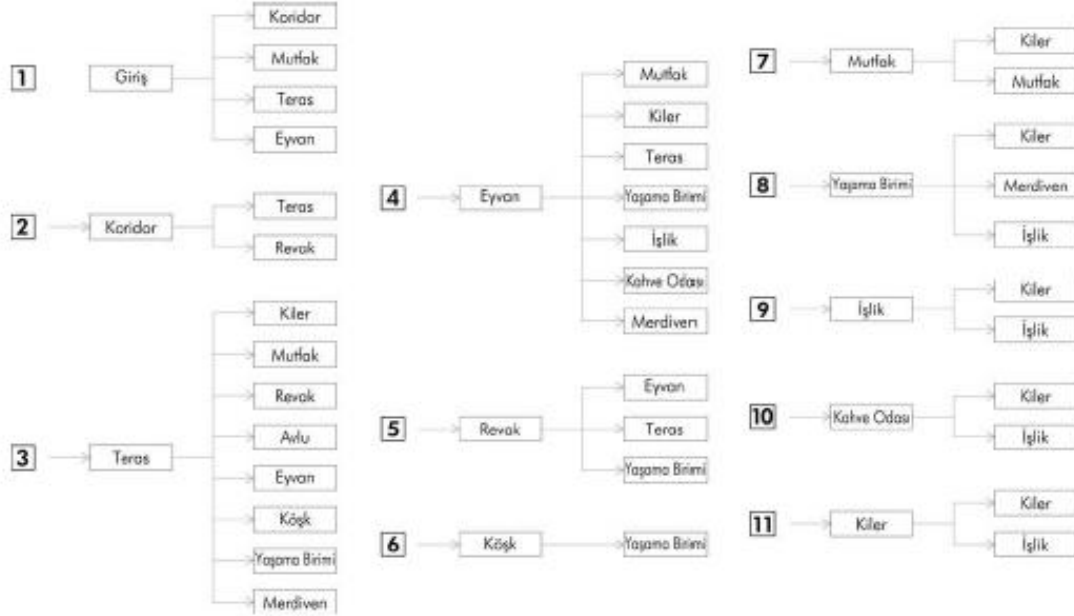 1
Giriş
Koridor
Mutfak
Teras
Eyvan
2
Koridor
Teras
Revak
3
Teras
Kiler
Mutfak
Revak
Avlu
Eyvan
Köşk
Yaşama Birimi
Merdiven
4
Eyvan
Mutfak
Kiler
Teras
Yaşama Birimi
İşlik
Kahve Odası
Merdiven
5
Revak
Eyvan
Teras
Yaşama Birimi
6
Köşk
Yaşama Birimi
7
Mutfak
Kiler
Mutfak
8
Yaşama Birimi
Kiler
Merdiven
İşlik
9
İşlik
Kiler
İşlik
10
Kahve Odası
Kiler
İşlik
11
Kiler
Kiler
İşlik